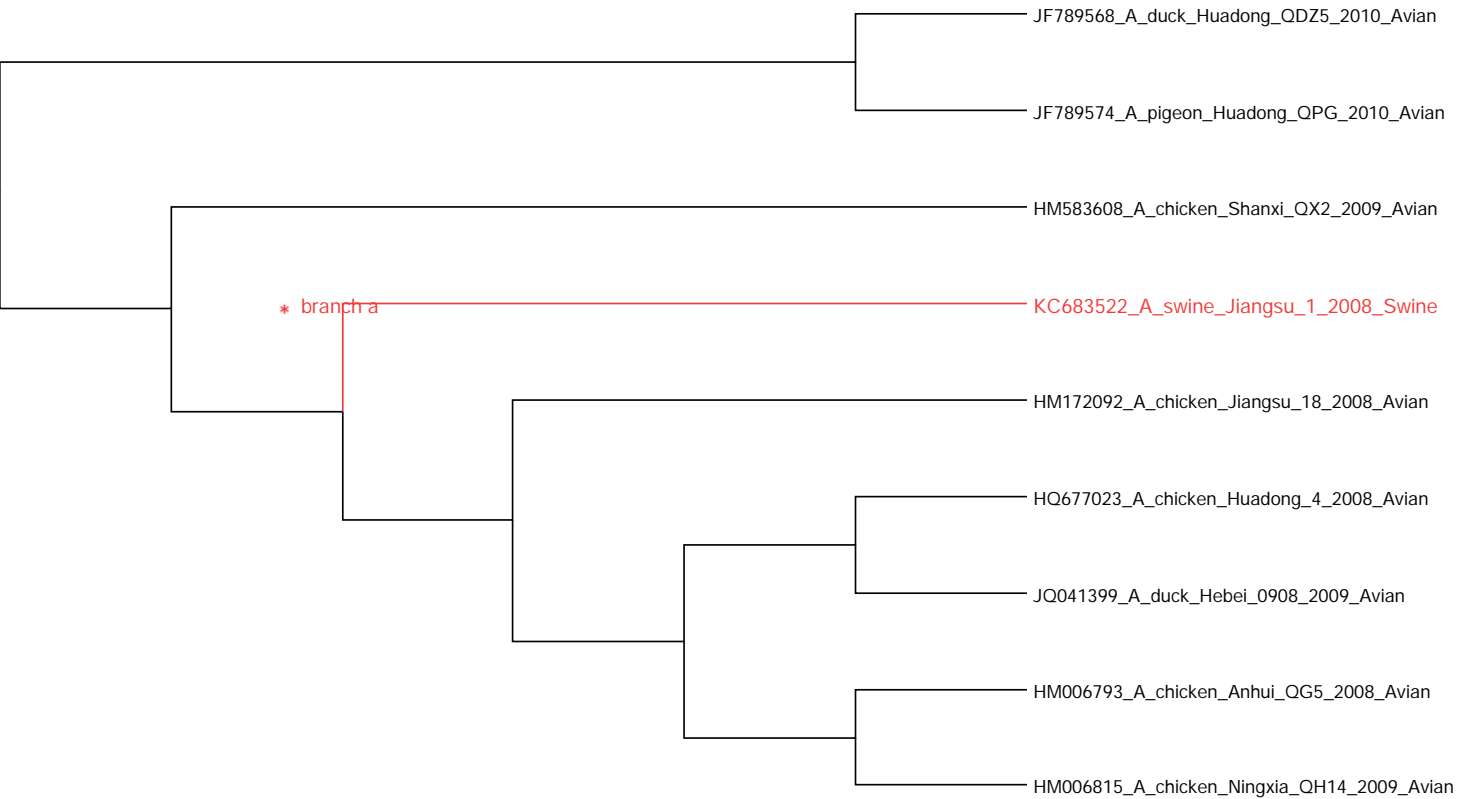 JF789568_A_duck_Huadong_QDZ5_2010_Avian
JF789574_A_pigeon_Huadong_QPG_2010_Avian
HM583608_A_chicken_Shanxi_QX2_2009_Avian
* branch a
KC683522_A_swine_Jiangsu_1_2008_Swine
HM172092_A_chicken_Jiangsu_18_2008_Avian
HQ677023_A_chicken_Huadong_4_2008_Avian
JQ041399_A_duck_Hebei_0908_2009_Avian
HM006793_A_chicken_Anhui_QG5_2008_Avian
HM006815_A_chicken_Ningxia_QH14_2009_Avian